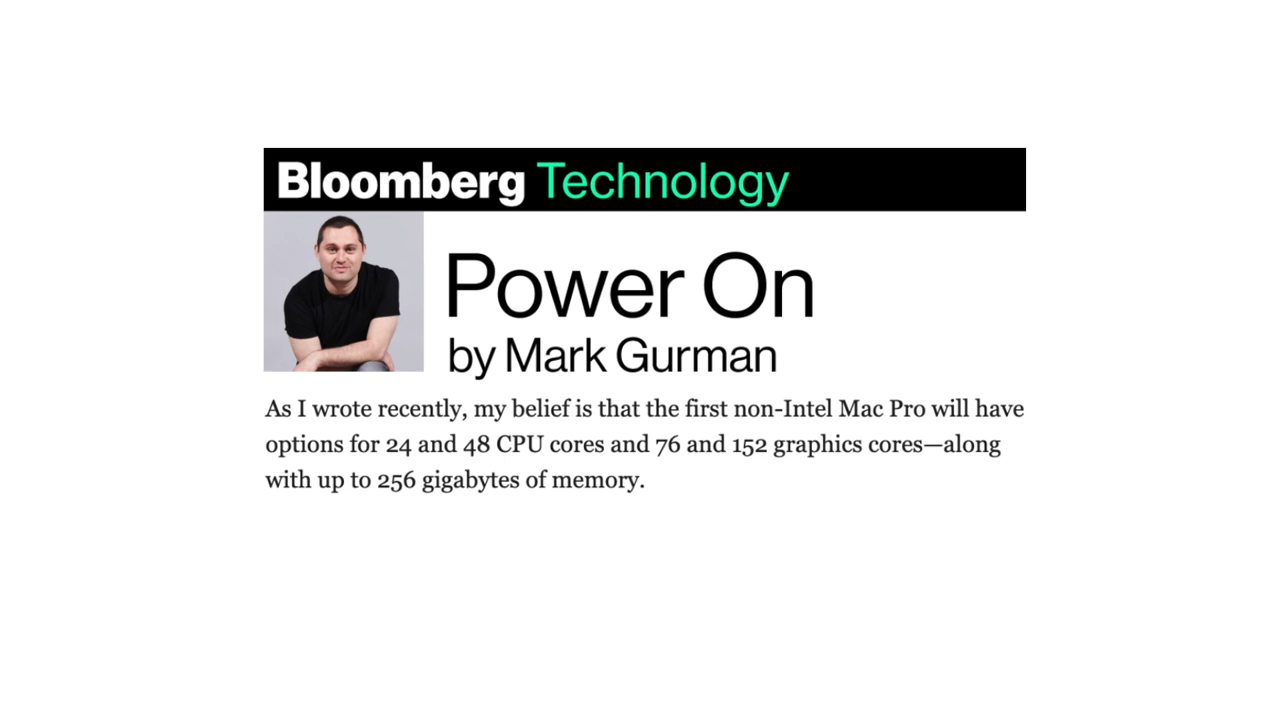 Bloomberg Technology
Power On
by Mark Gurman
As I wrote recently, my belief is that the first non-Intel Mac Pro will have
options for 24 and 48 CPU cores and 76 and 152 graphics cores—along
with up to 256 gigabytes of memory.